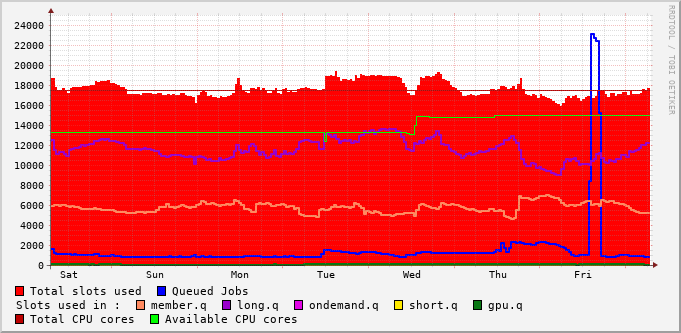 24000
22000
20000
18000
16000
14000
12000
10000
8000
6000
4000
2000
0
Sat Sun Mon Tue Wed Thu Fri
RRDTOOL / TOBI OETIKER
Total slots used Queued Jobs
Slots used in : member.q long.q ondemand.q short.q gpu.q
Total CPU cores Available CPU cores